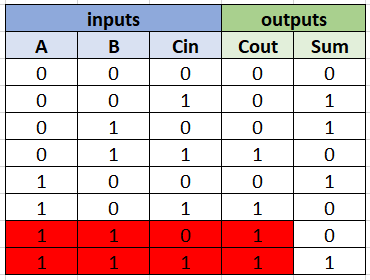 inputs outputs
A B Cin Cout Sum
0 0 0 0 0
0 0 1 0 1
0 1 0 0 1
0 1 1 1 0
1 0 0 0 1
1 0 1 1 0
1 1 0 1 0
1 1 1 1 1